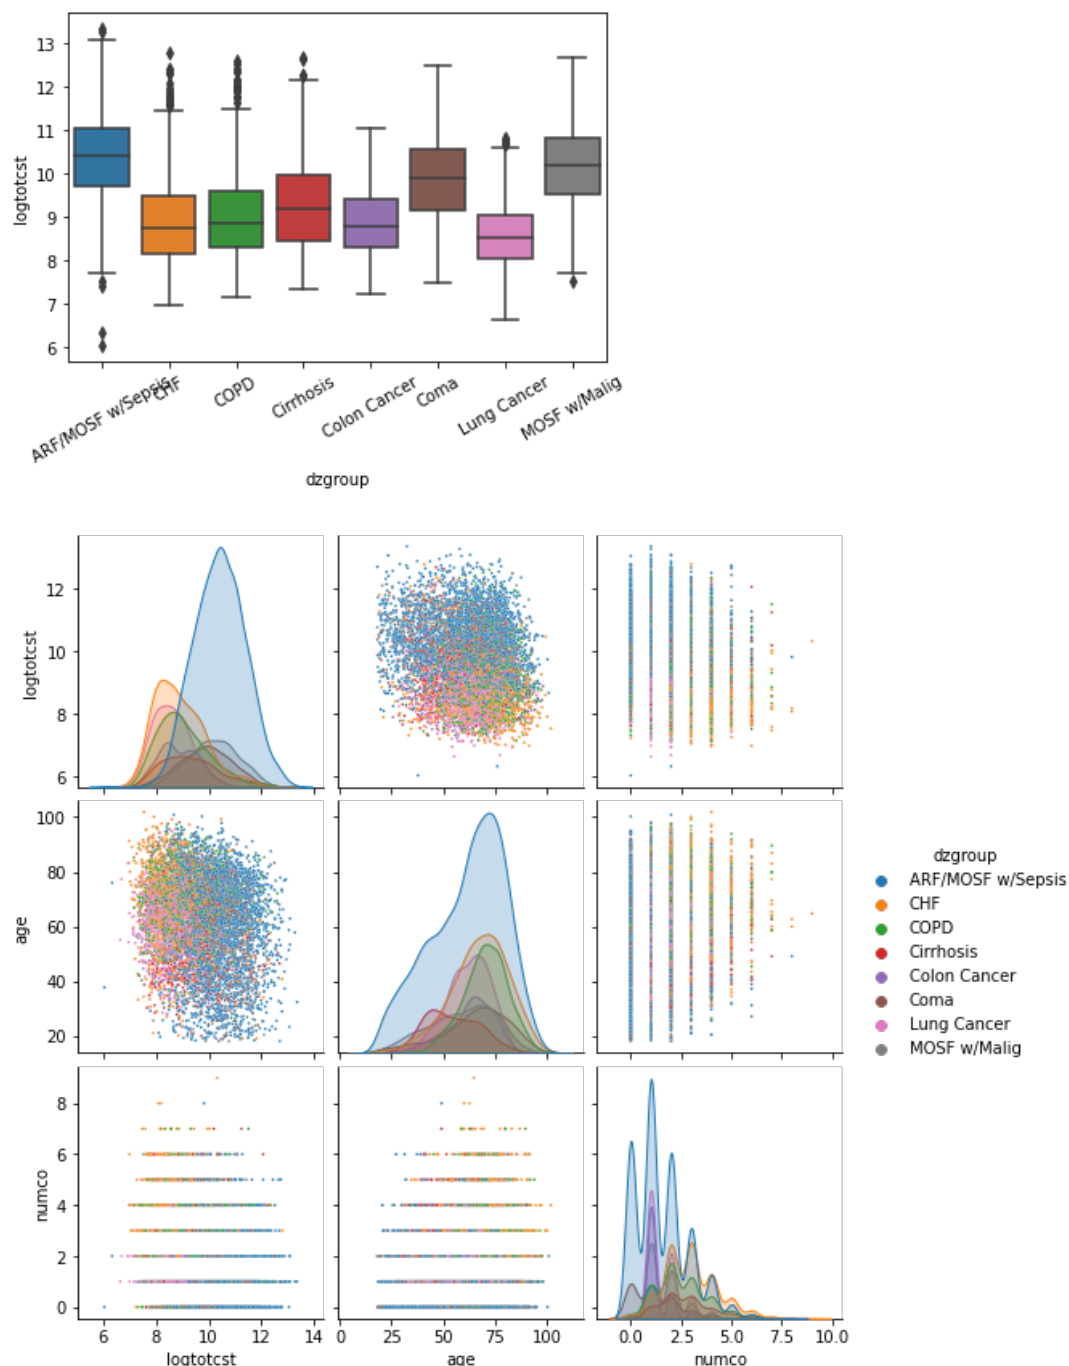 13
12
11
10
9
8
7
6
logtotcst
ARF/MOSF w/Sepsis
CHF
COPD
Cirrhosis
Colon Cancer
Coma
Lung Cancer
MOSF w/Malig
dzgroup
12
10
8
6
logtotcst
100
80
60
40
20
age
8
6
4
2
0
numco
6 8 10 12 14
logtotcst
0 25 50 75 100
age
0.0 2.5 5.0 7.5 10.0
numco
dzgroup
ARF/MOSF w/Sepsis
CHF
COPD
Cirrhosis
Colon Cancer
Coma
Lung Cancer
MOSF w/Malig